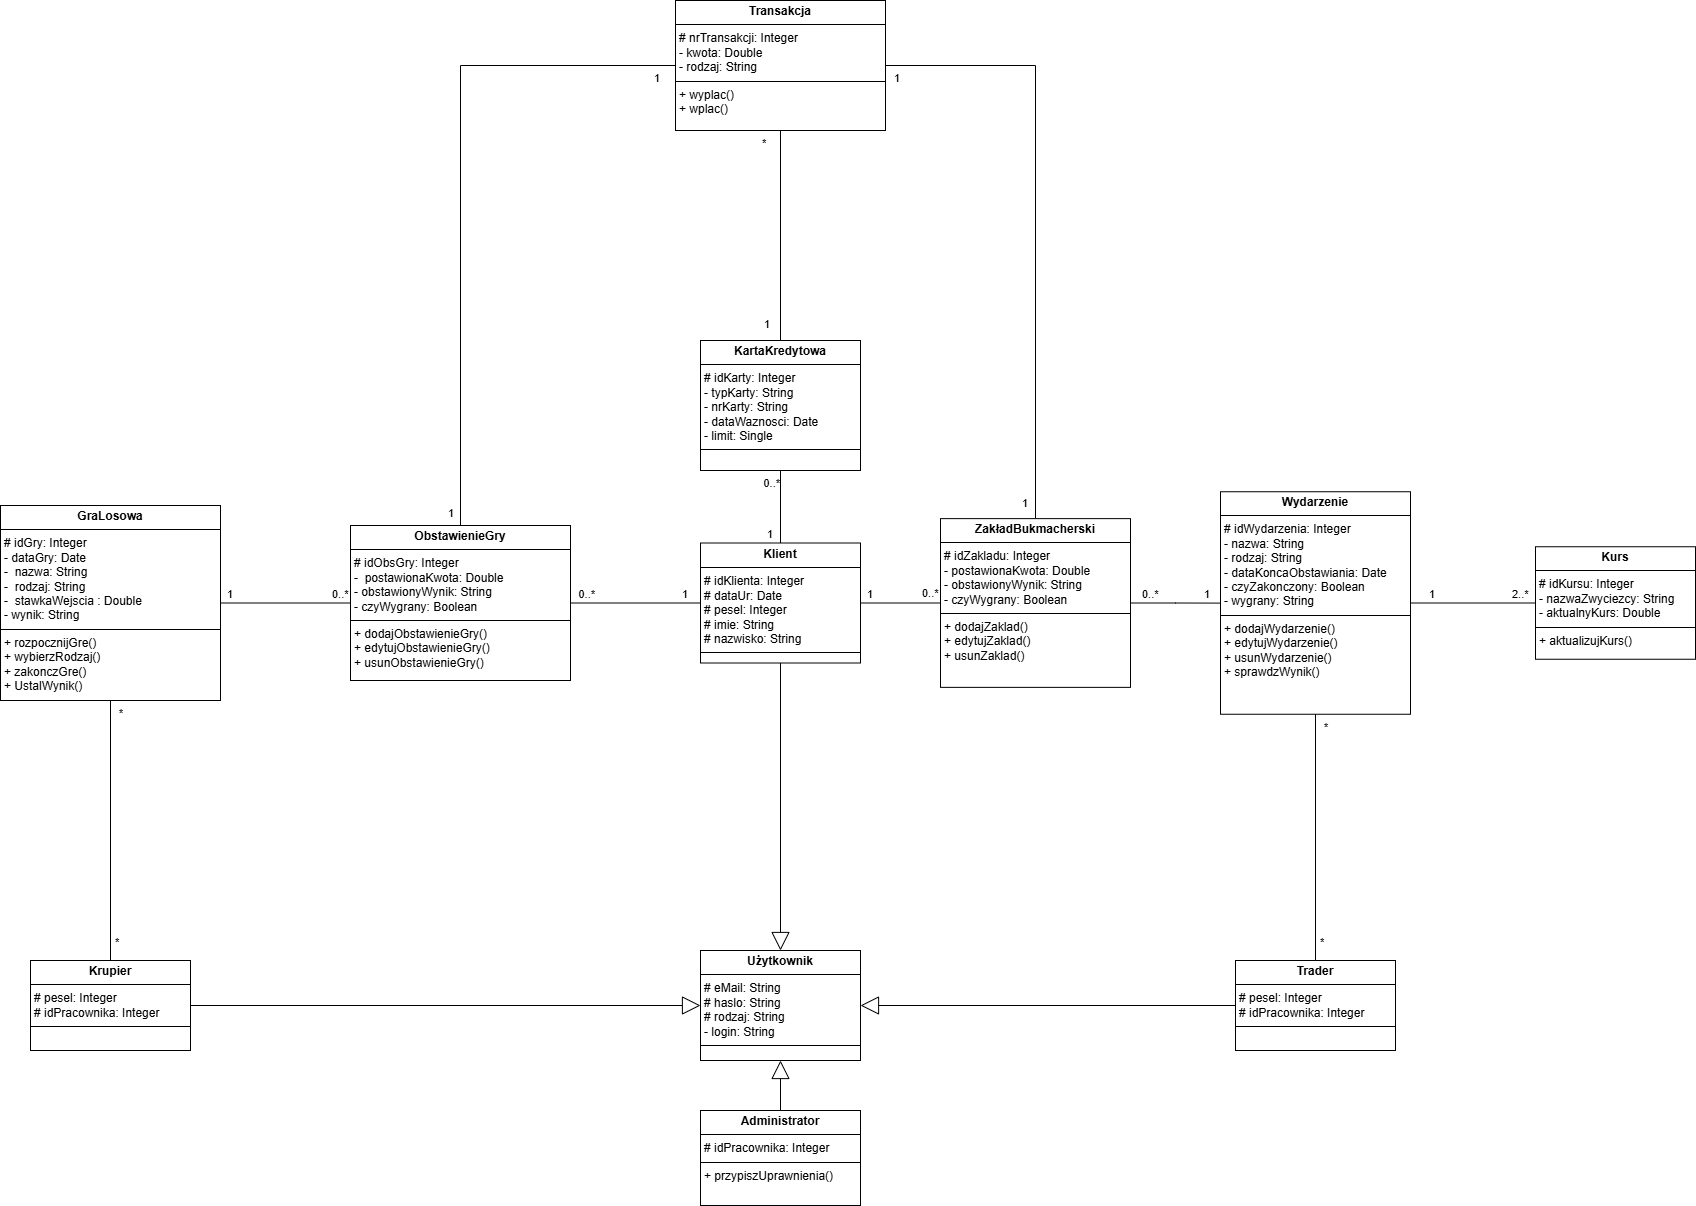 Transakcja
# nrTransakcji: Integer
- kwota: Double
- rodzaj: String
+ wyplac()
+ wplac()
1
1
*
1
KartaKredytowa
# idKarty: Integer
- typKarty: String
- nrKarty: String
- dataWaznosci: Date
- limit: Single
0..*
1
GraLosowa
# idGry: Integer
- dataGry: Date
-  nazwa: String
-  rodzaj: String
-  stawkaWejscia : Double
- wynik: String
+ rozpocznijGre()
+ wybierzRodzaj()
+ zakonczGre()
+ UstalWynik()
1
0..*
*
1
ObstawienieGry
# idObsGry: Integer
-  postawionaKwota: Double
- obstawionyWynik: String
- czyWygrany: Boolean
+ dodajObstawienieGry()
+ edytujObstawienieGry()
+ usunObstawienieGry()
0..*
1
Klient
# idKlienta: Integer
# dataUr: Date
# pesel: Integer
# imie: String
# nazwisko: String
1
0..*
1
ZakładBukmacherski
# idZakladu: Integer
- postawionaKwota: Double
- obstawionyWynik: String
- czyWygrany: Boolean
+ dodajZaklad()
+ edytujZaklad()
+ usunZaklad()
0..*
1
Wydarzenie
# idWydarzenia: Integer
- nazwa: String
- rodzaj: String
- dataKoncaObstawiania: Date
- czyZakonczony: Boolean
- wygrany: String
+ dodajWydarzenie()
+ edytujWydarzenie()
+ usunWydarzenie()
+ sprawdzWynik()
1
2..*
*
Kurs
# idKursu: Integer
- nazwaZwyciezcy: String
- aktualnyKurs: Double
+ aktualizujKurs()
*
Krupier
# pesel: Integer
# idPracownika: Integer
Użytkownik
# eMail: String
# haslo: String
# rodzaj: String
- login: String
*
Trader
# pesel: Integer
# idPracownika: Integer
Administrator
# idPracownika: Integer
+ przypiszUprawnienia()